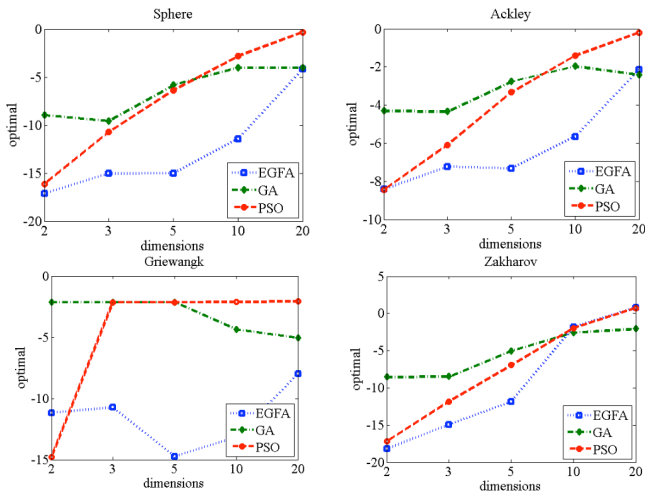 Sphere
0
-5
-10
-15
-20
optimal
2 3 5 10 20
dimensions
EGFA
GA
PSO
Ackley
0
-2
-4
-6
-8
-10
optimal
2 3 5 10 20
dimensions
EGFA
GA
PSO
Griewangk
0
-5
-10
-15
optimal
2 3 5 10 20
dimensions
EGFA
GA
PSO
Zakharov
5
0
-5
-10
-15
-20
optimal
2 3 5 10 20
dimensions
EGFA
GA
PSO